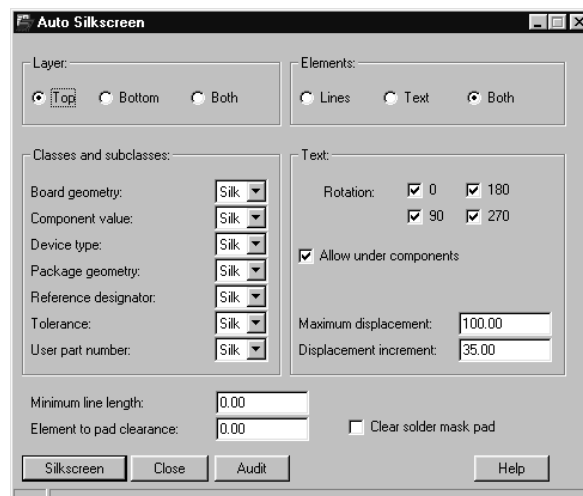 Auto Silkscreen
Layer:
Top Bottom Both
Elements:
Lines Text Both
Classes and subclasses:
Board geometry: Silk
Component value: Silk
Device type: Silk
Package geometry: Silk
Reference designator: Silk
Tolerance: Silk
User part number: Silk
Text:
Rotation: 0 180
90 270
Allow under components
Maximum displacement: 100.00
Displacement increment: 35.00
Minimum line length: 0.00
Element to pad clearance: 0.00
Clear solder mask pad
Silkscreen Close Audit Help